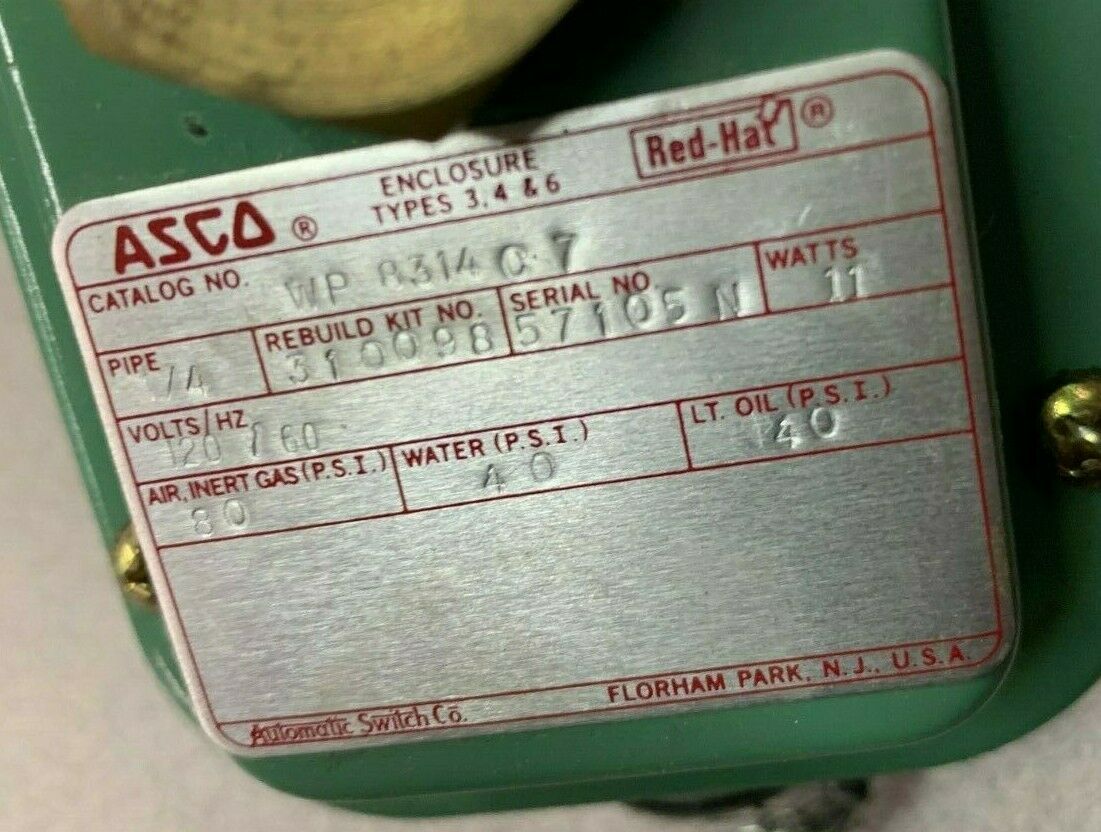 ASCO ®
ENCLOSURE
TYPES 3, 4 & 6
Red-Hat ®
CATALOG NO. WP 8314 C 7
PIPE /4
REBUILD KIT NO. 310098
SERIAL NO. 57105 N
WATTS 11
VOLTS/HZ 120 / 60
AIR, INERT GAS (P.S.I.) 80
WATER (P.S.I.) 40
LT. OIL (P.S.I.) 40
Automatic Switch Co.
FLORHAM PARK, N.J., U.S.A.